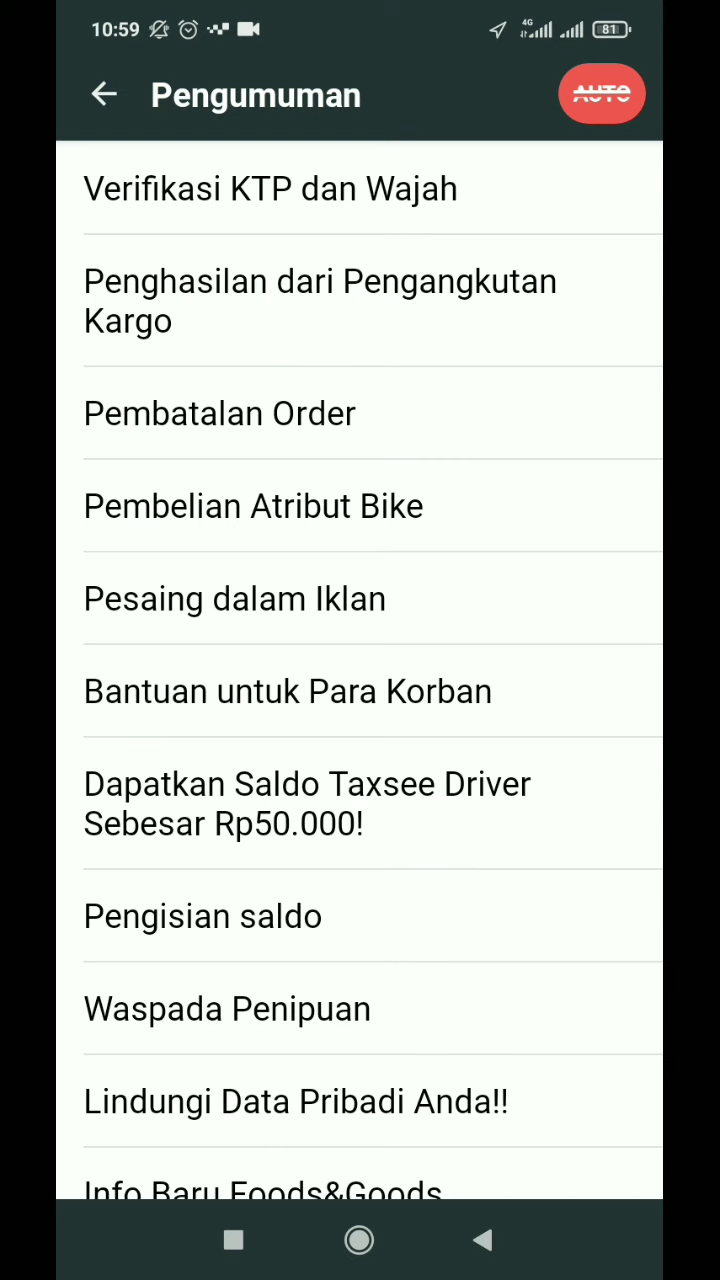 10:59
4G
81
Pengumuman
AUTO
Verifikasi KTP dan Wajah
Penghasilan dari Pengangkutan
Kargo
Pembatalan Order
Pembelian Atribut Bike
Pesaing dalam Iklan
Bantuan untuk Para Korban
Dapatkan Saldo Taxsee Driver
Sebesar Rp50.000!
Pengisian saldo
Waspada Penipuan
Lindungi Data Pribadi Anda!!
Info Baru Foods&Goods